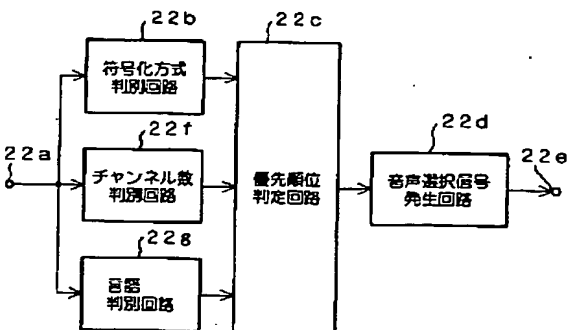 22b
22c
符号化方式
判別回路
22f
22d
22a
22e
チャンネル数
判別回路
優先順位
判定回路
音声選択信号
発生回路
22g
言語
判別回路